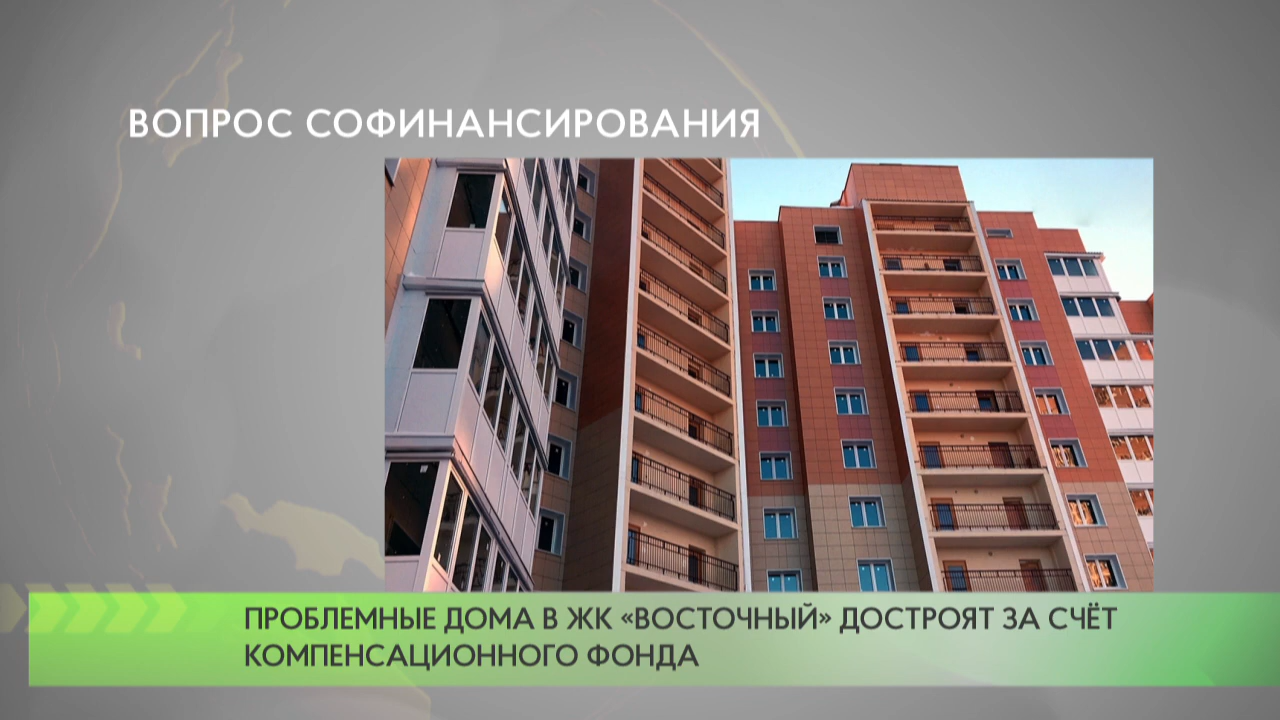 ВОПРОС СОФИНАНСИРОВАНИЯ
ПРОБЛЕМНЫЕ ДОМА В ЖК «ВОСТОЧНЫЙ» ДОСТРОЯТ ЗА СЧЁТ
КОМПЕНСАЦИОННОГО ФОНДА